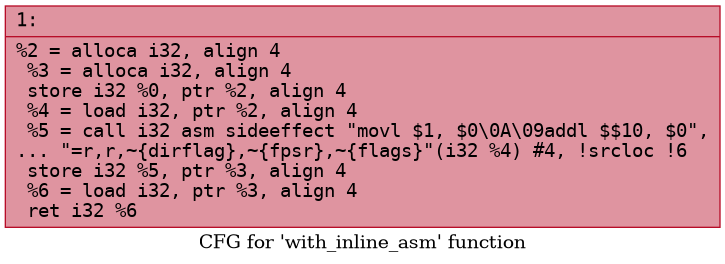 1:
%2 = alloca i32, align 4
%3 = alloca i32, align 4
store i32 %0, ptr %2, align 4
%4 = load i32, ptr %2, align 4
%5 = call i32 asm sideeffect "movl $1, $0\0A\09addl $$10, $0",
... "=r,r,~{dirflag},~{fpsr},~{flags}"(i32 %4) #4, !srcloc !6
store i32 %5, ptr %3, align 4
%6 = load i32, ptr %3, align 4
ret i32 %6
CFG for 'with_inline_asm' function